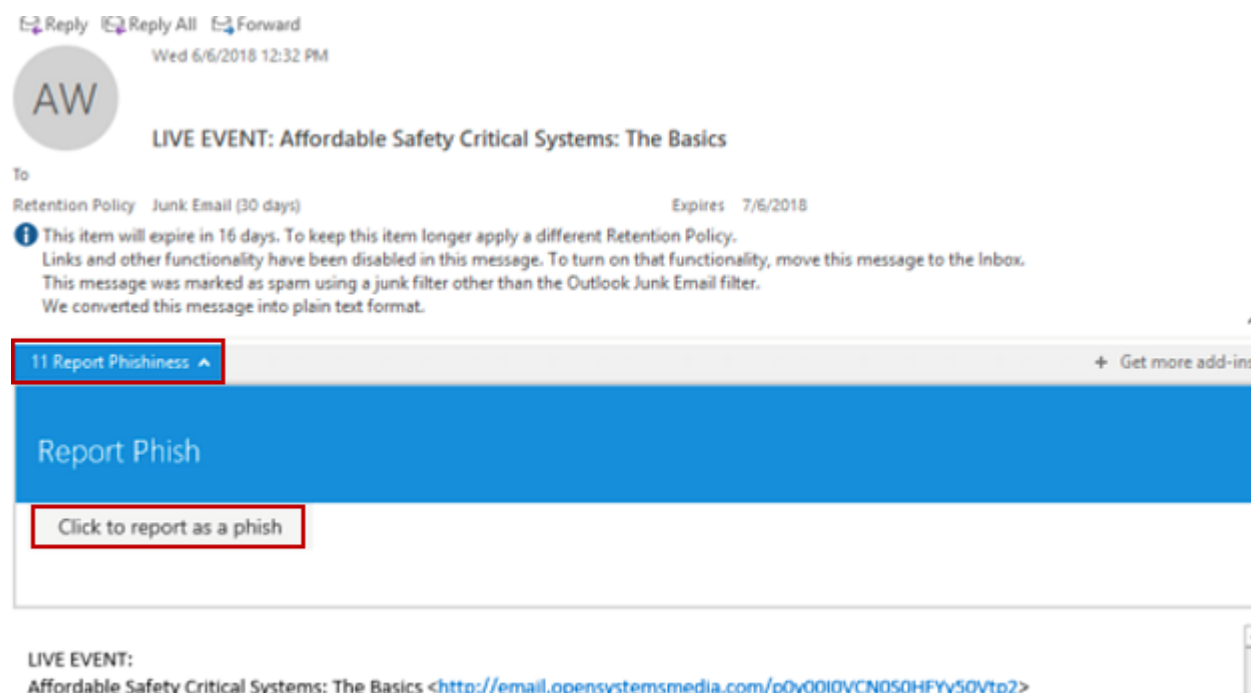 Reply Reply All Forward
Wed 6/6/2018 12:32 PM
AW
LIVE EVENT: Affordable Safety Critical Systems: The Basics
To
Retention Policy Junk Email (30 days) Expires 7/6/2018
This item will expire in 16 days. To keep this item longer apply a different Retention Policy.
Links and other functionality have been disabled in this message. To turn on that functionality, move this message to the Inbox.
This message was marked as spam using a junk filter other than the Outlook Junk Email filter.
We converted this message into plain text format.
11 Report Phishiness + Get more add-ins
Report Phish
Click to report as a phish
LIVE EVENT:
Affordable Safety Critical Systems: The Basics <http://email.opensystemsmedia.com/p0y00I0VCN0S0HFYv50Vtp2>